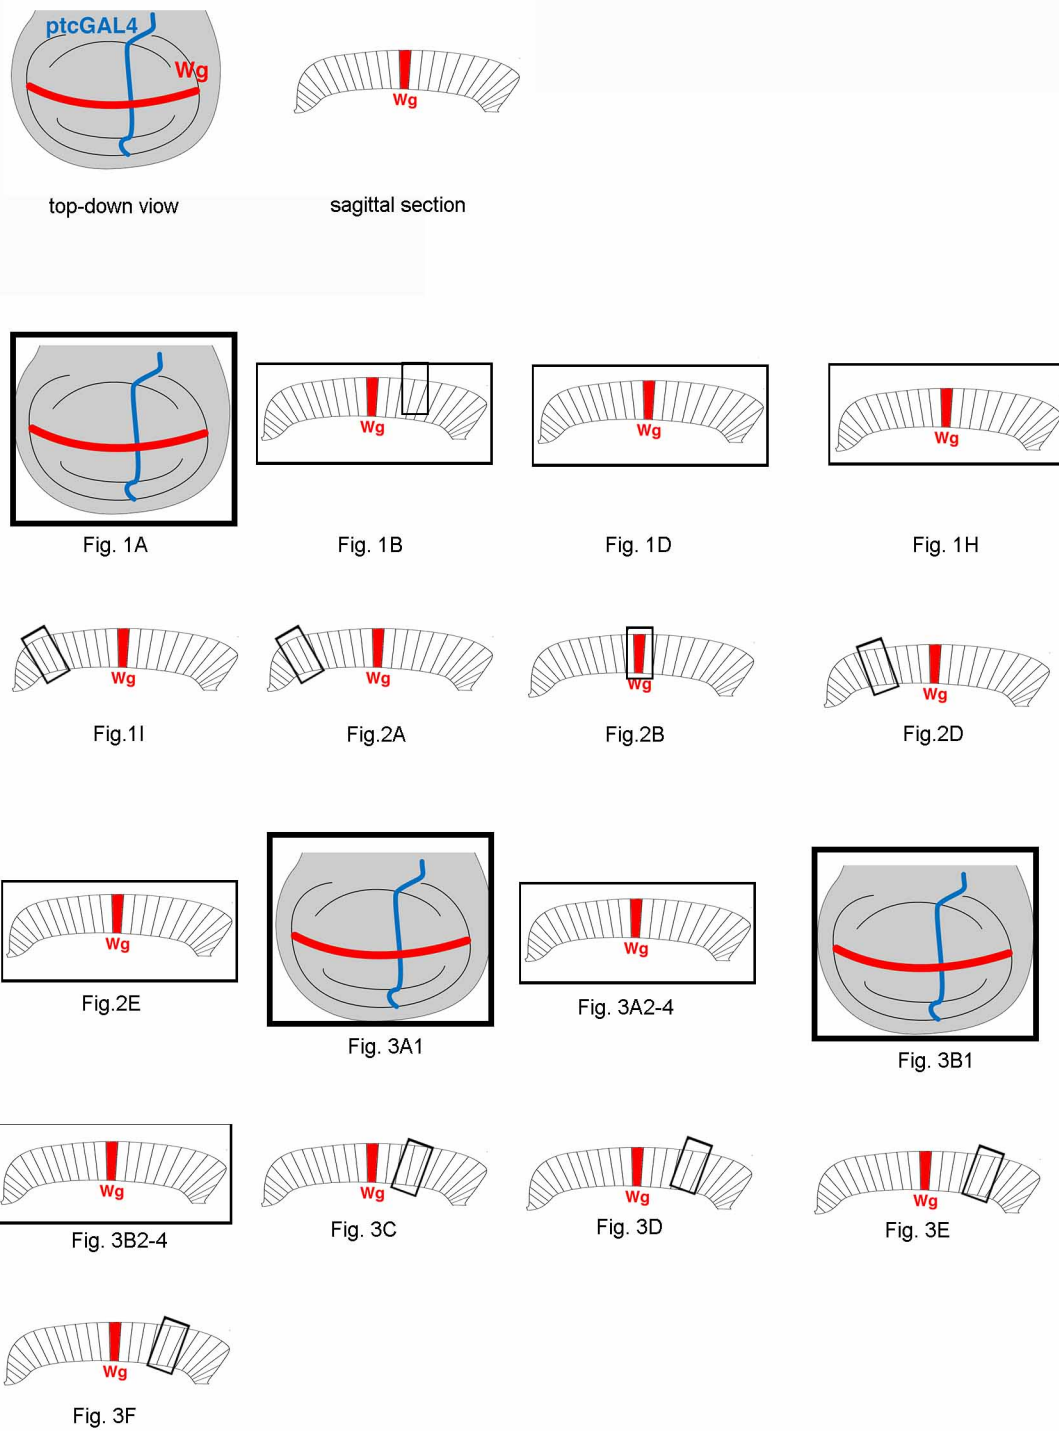 ptcGAL4
Wg
Wg
top-down view
sagittal section
Wg
Wg
Wg
Fig. 1A
Fig. 1B
Fig. 1D
Fig. 1H
Wg
Wg
Wg
Wg
Fig.1I
Fig.2A
Fig.2B
Fig.2D
Wg
Wg
Fig.2E
Fig. 3A1
Fig. 3A2-4
Fig. 3B1
Wg
Wg
Wg
Wg
Fig. 3B2-4
Fig. 3C
Fig. 3D
Fig. 3E
Wg
Fig. 3F